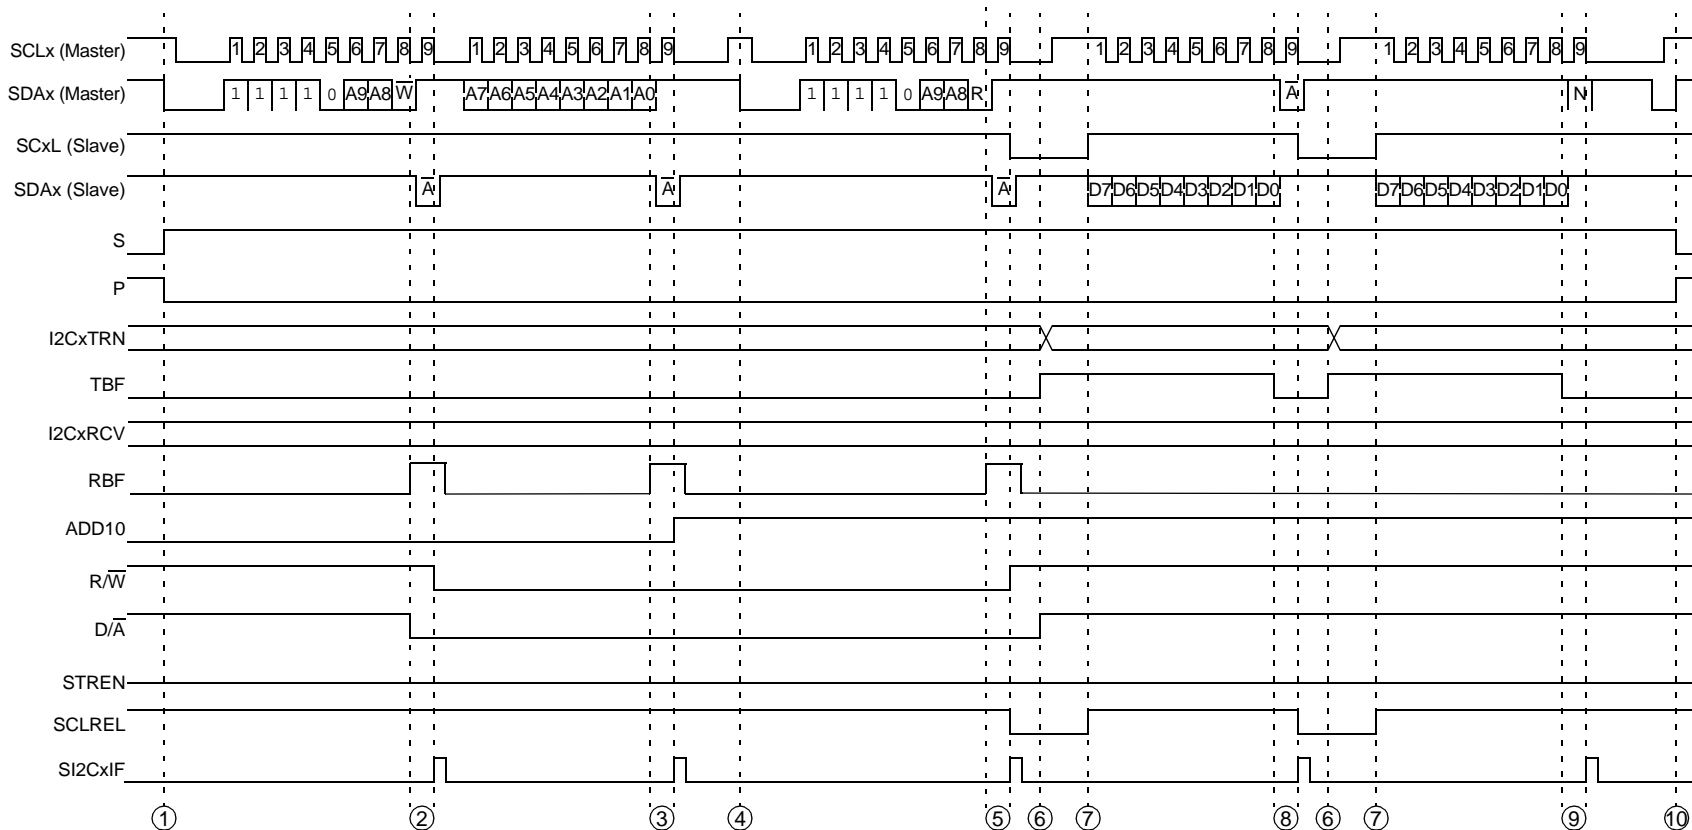 SCLx (Master) 1 2 3 4 5 6 7 8 9 1 2 3 4 5 6 7 8 9 1 2 3 4 5 6 7 8 9 1 2 3 4 5 6 7 8 9 1 2 3 4 5 6 7 8 9
SDAx (Master) 1 1 1 1 0 A9 A8 W̅ A7 A6 A5 A4 A3 A2 A1 A0 1 1 1 1 0 A9 A8 R A̅ N
SCxL (Slave)
SDAx (Slave) A̅ A̅ A̅ D7 D6 D5 D4 D3 D2 D1 D0 D7 D6 D5 D4 D3 D2 D1 D0
S
P
I2CxTRN
TBF
I2CxRCV
RBF
ADD10
R/W̅
D/A̅
STREN
SCLREL
SI2CxIF
1 2 3 4 5 6 7 8 6 7 9 10